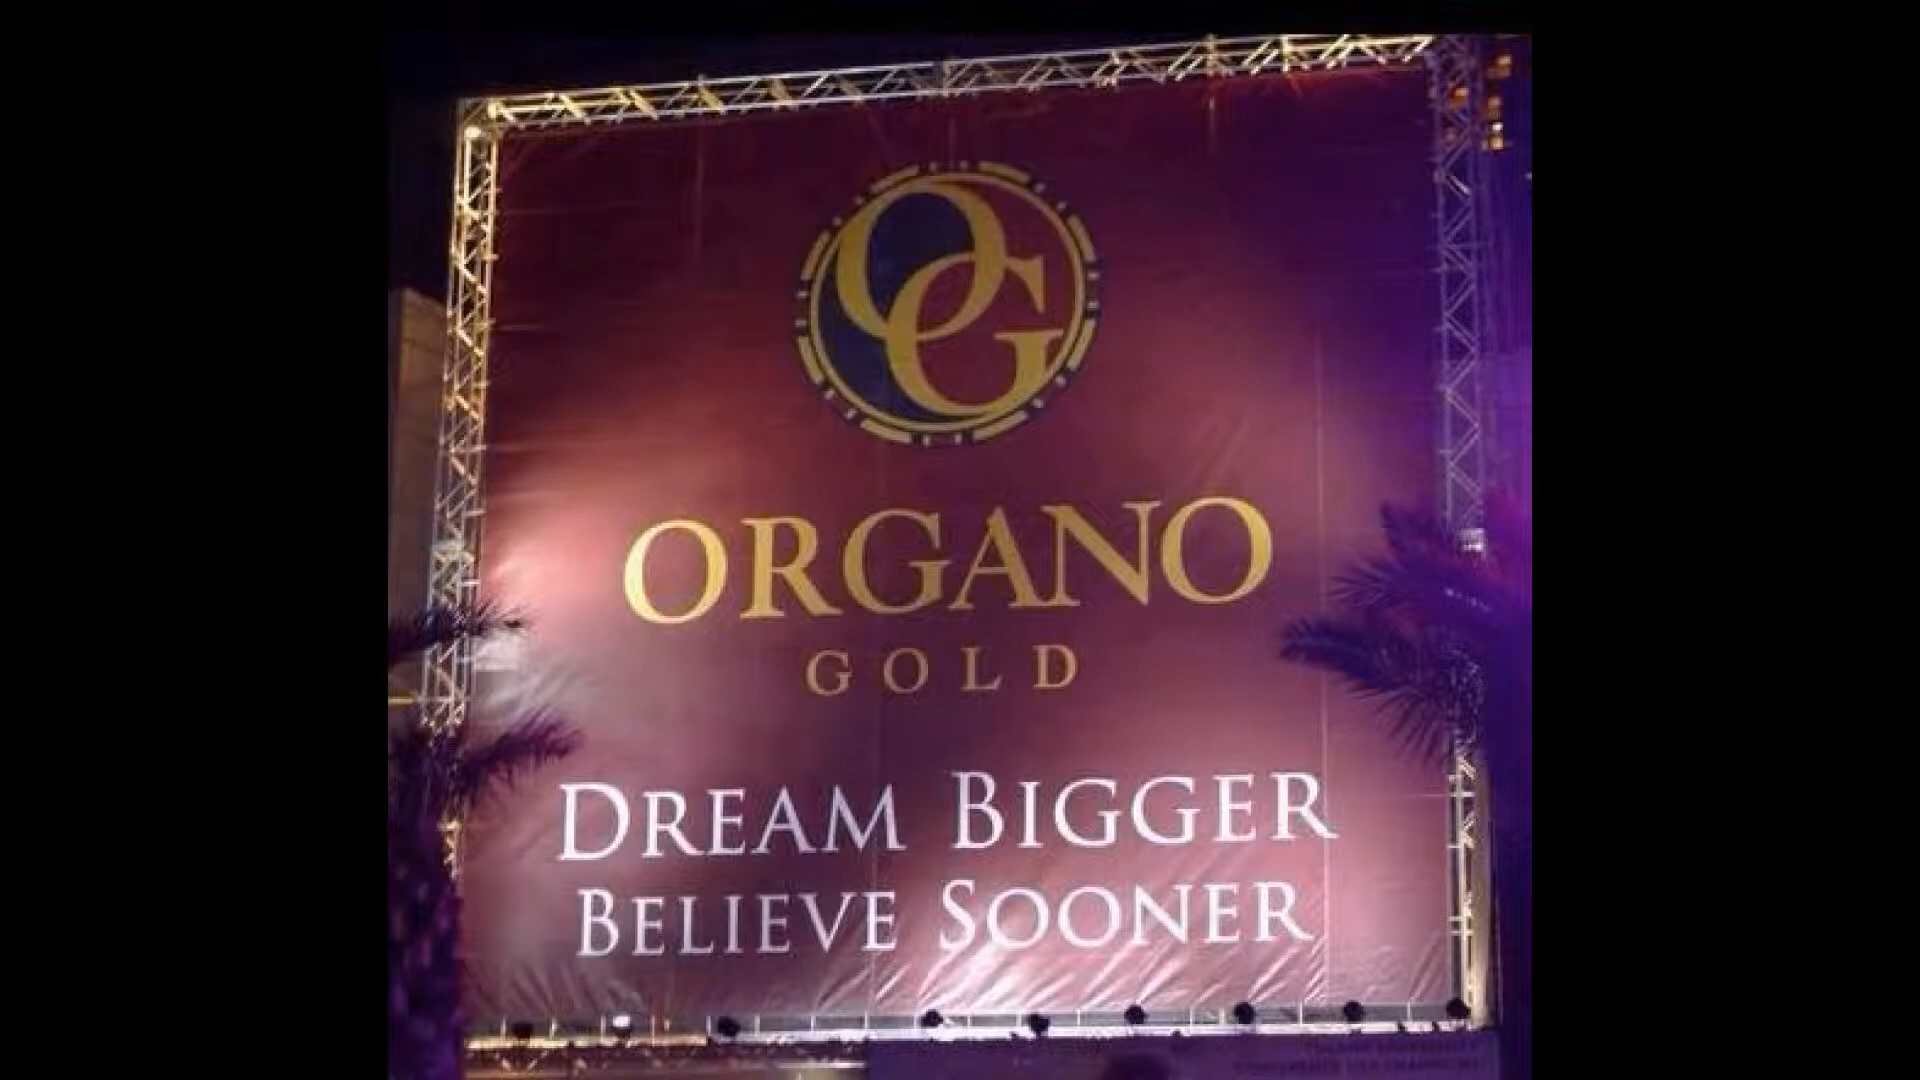 OG
ORGANO
GOLD
DREAM BIGGER
BELIEVE SOONER